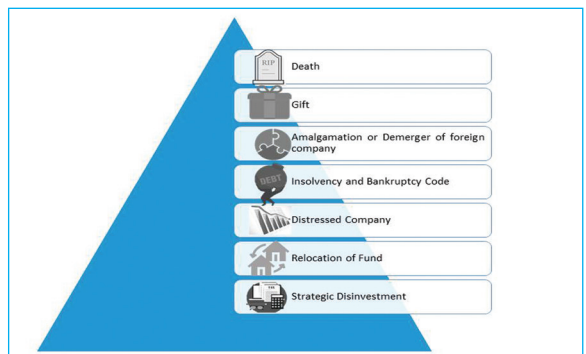 RIP
Death
Gift
Amalgamation or Demerger of foreign
company
DEBT
Insolvency and Bankruptcy Code
Distressed Company
Relocation of Fund
Strategic Disinvestment